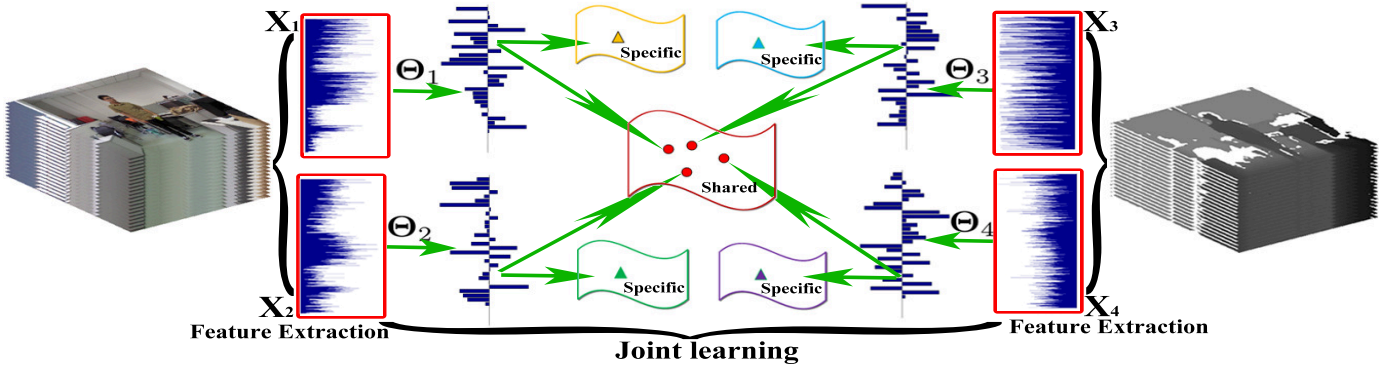 X1
X3
Θ1
Θ3
Specific
Specific
Shared
Θ2
Θ4
Specific
Specific
X2
X4
Feature Extraction
Feature Extraction
Joint learning